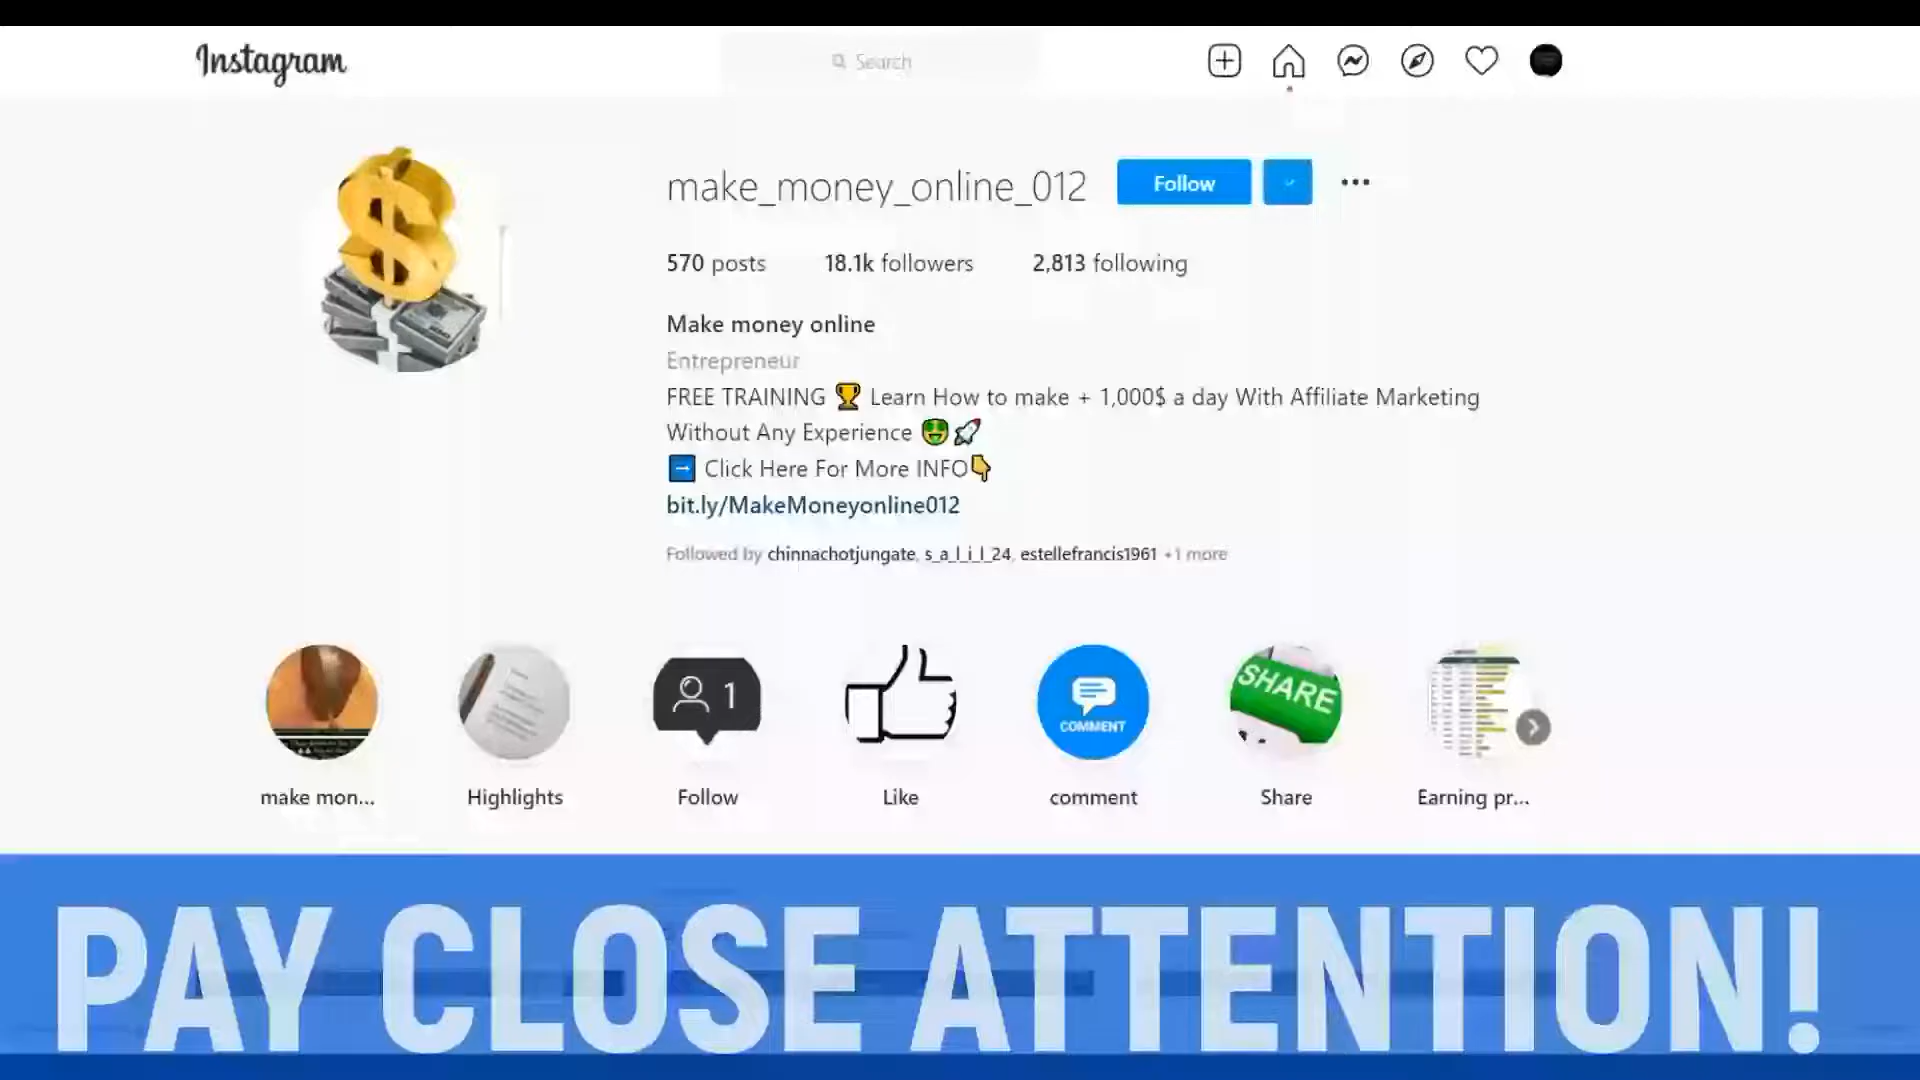 Instagram
Search
make_money_online_012 Follow
570 posts 18.1k followers 2,813 following
Make money online
Entrepreneur
FREE TRAINING 🏆 Learn How to make + 1,000$ a day With Affiliate Marketing
Without Any Experience 🤑🚀
➡️ Click Here For More INFO👇
bit.ly/MakeMoneyonline012
Followed by chinnachotjungate, s_a_l_i_l_24, estellefrancis1961 +1 more
1
COMMENT
SHARE
make mon... Highlights Follow Like comment Share Earning pr...
PAY CLOSE ATTENTION!